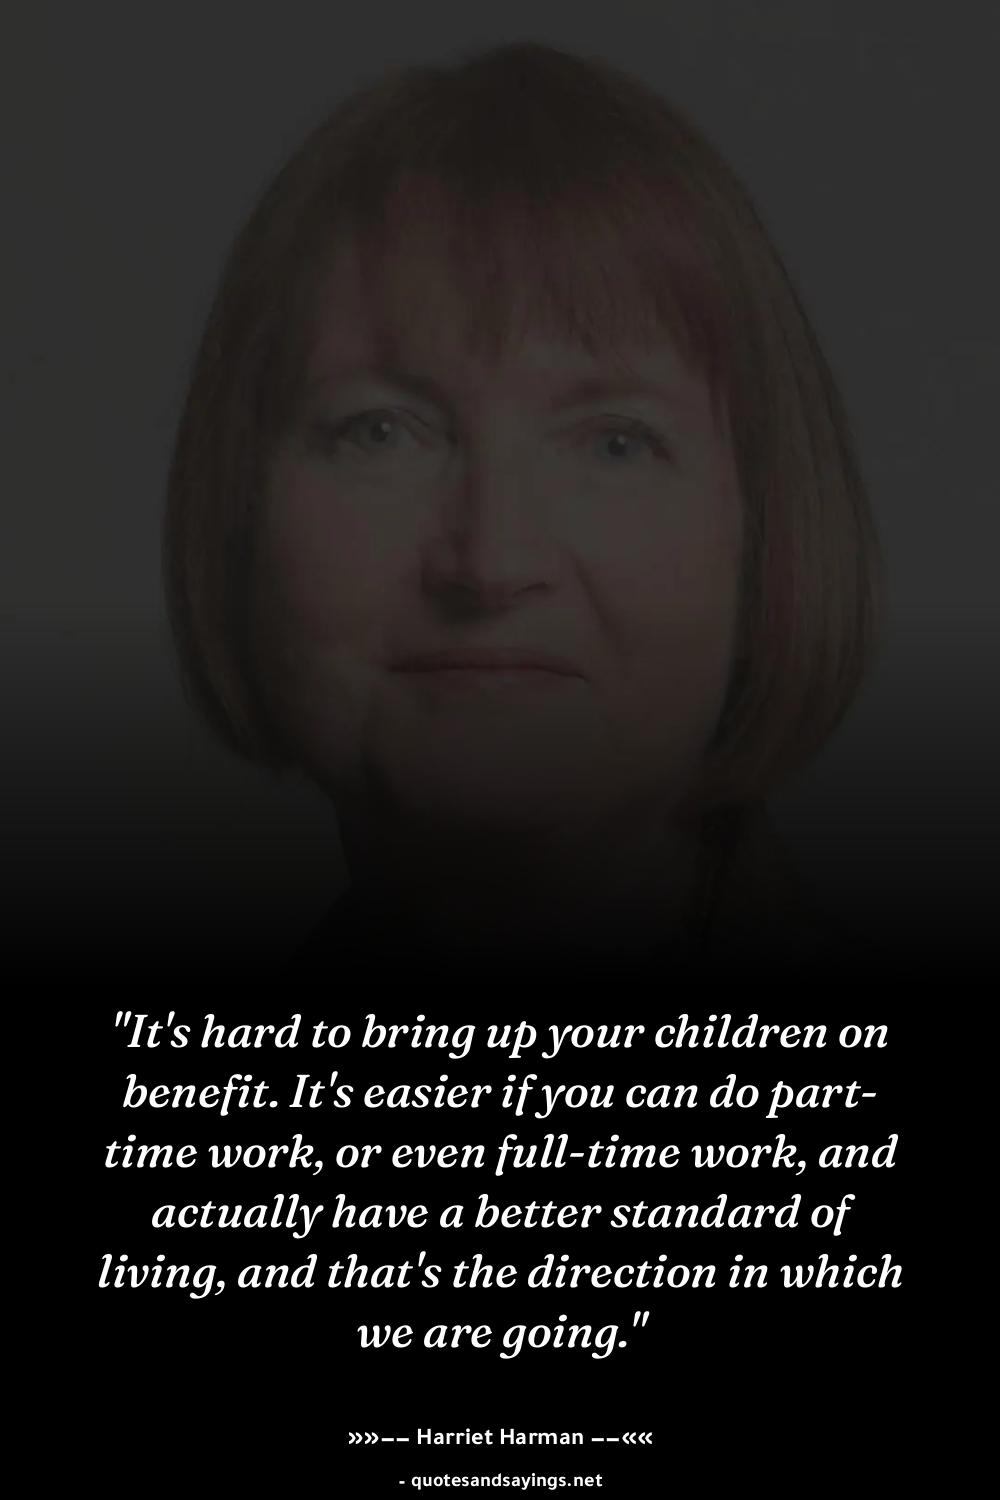 "It's hard to bring up your children on
benefit. It's easier if you can do part-
time work, or even full-time work, and
actually have a better standard of
living, and that's the direction in which
we are going."
»»–– Harriet Harman ––««
- quotesandsayings.net